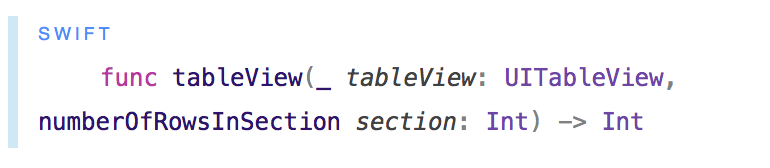 SWIFT
func tableView(_ tableView: UITableView,
numberOfRowsInSection section: Int) -> Int